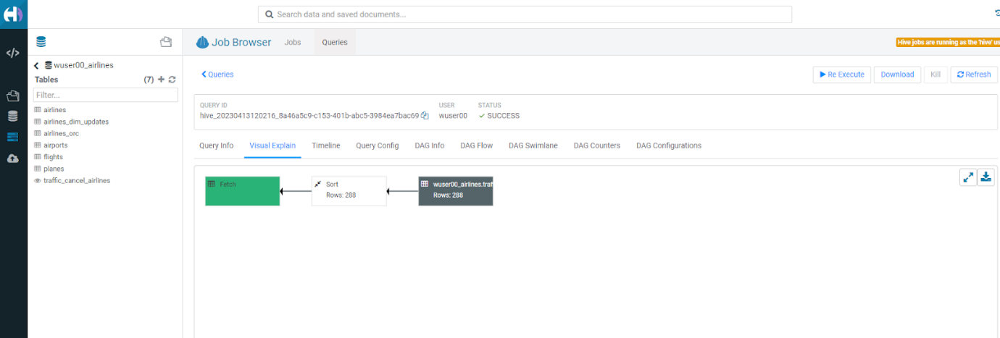 Search data and saved documents...
Job Browser Jobs Queries
Hive jobs are running as the 'hive' us
wuser00_airlines
Tables (7)
Filter...
airlines
airlines_dim_updates
airlines_orc
airports
flights
planes
traffic_cancel_airlines
Queries
Re Execute Download Kill Refresh
QUERY ID USER STATUS
hive_20230413120216_8a46a5c9-c153-401b-abc5-3984ea7bac69 wuser00 SUCCESS
Query Info Visual Explain Timeline Query Config DAG Info DAG Flow DAG Swimlane DAG Counters DAG Configurations
Fetch
Sort
Rows: 288
wuser00_airlines.traf
Rows: 288